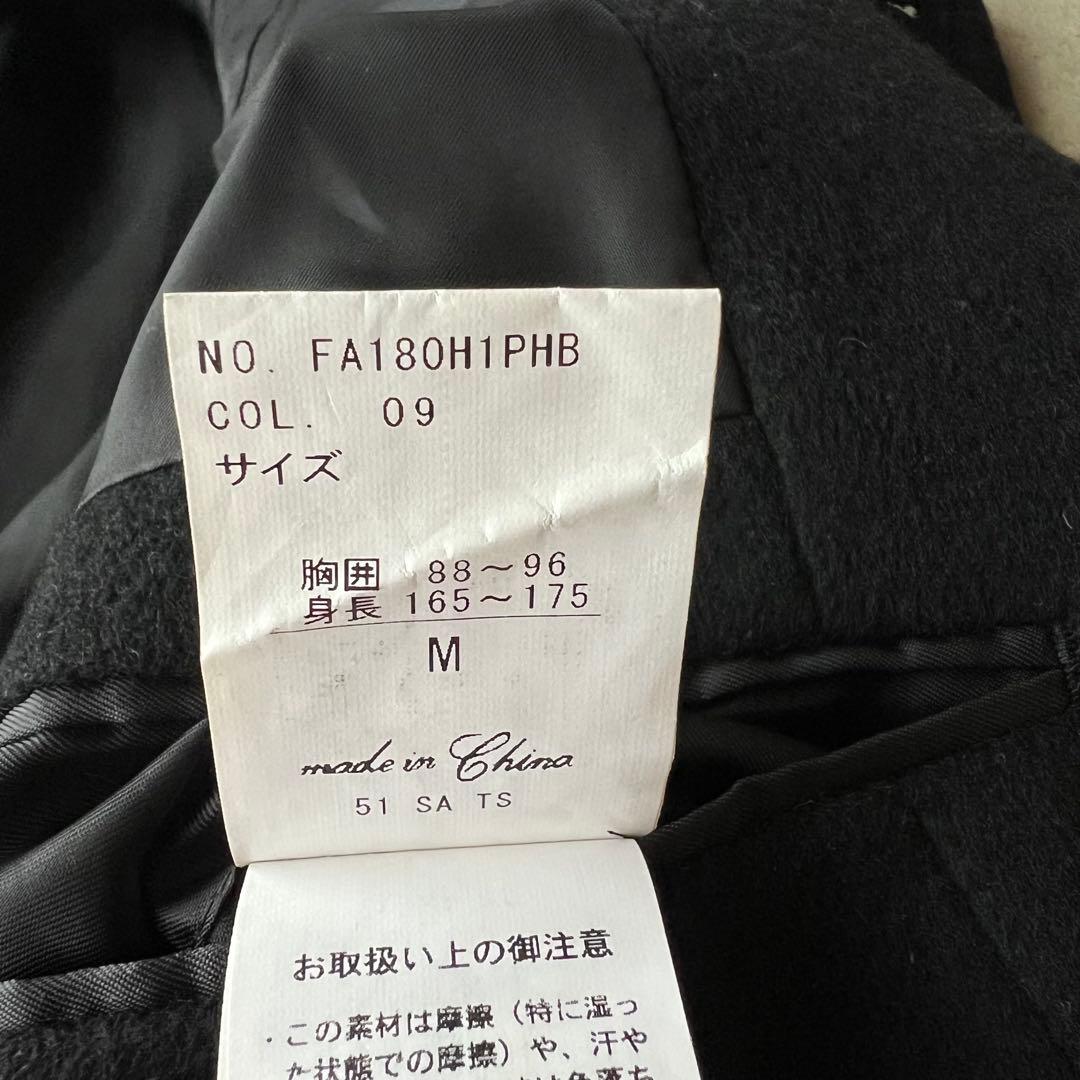 NO. FA180H1PHB
COL. 09
サイズ
胸囲 88～96
身長 165～175
M
made in China
51 SA TS
お取扱い上の御注意
・この素材は摩擦（特に湿っ
た状態での摩擦）や、汗や